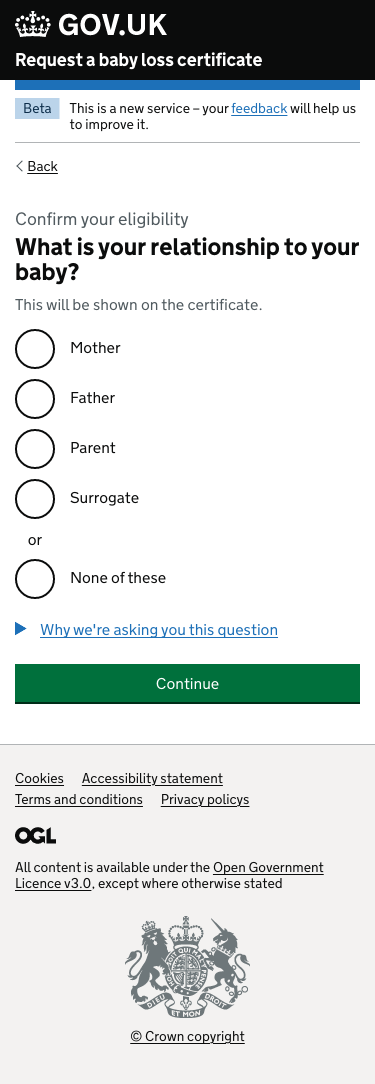 GOV.UK
Request a baby loss certificate
Beta
This is a new service – your feedback will help us
to improve it.
Back
Confirm your eligibility
What is your relationship to your
baby?
This will be shown on the certificate.
Mother
Father
Parent
Surrogate
or
None of these
Why we're asking you this question
Continue
Cookies Accessibility statement
Terms and conditions Privacy policys
OGL
All content is available under the Open Government
Licence v3.0, except where otherwise stated
DIEU ET MON DROIT
© Crown copyright